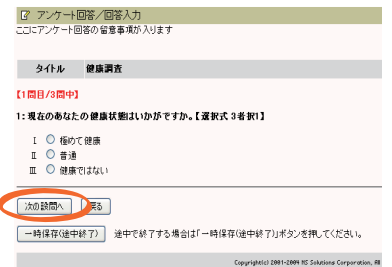 アンケート回答／回答入力
ここにアンケート回答の留意事項が入ります
タイトル 健康調査
【1問目/3問中】
1:現在のあなたの健康状態はいかがですか。【選択式 3者択1】
Ⅰ 極めて健康
Ⅱ 普通
Ⅲ 健康ではない
次の設問へ 戻る
一時保存(途中終了) 途中で終了する場合は「一時保存(途中終了)」ボタンを押してください。
Copyright(c) 2001-2009 NS Solutions Corporation, All